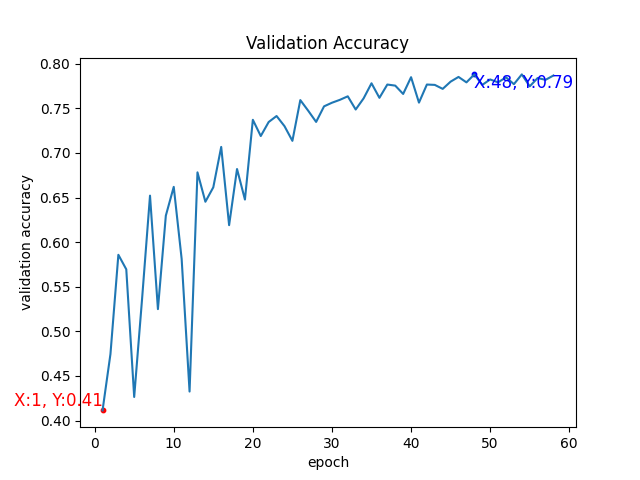 Validation Accuracy
0.80
X:48, Y:0.79
0.75
0.70
0.65
0.60
validation accuracy
0.55
0.50
0.45
X:1, Y:0.41
0.40
0 10 20 30 40 50 60
epoch